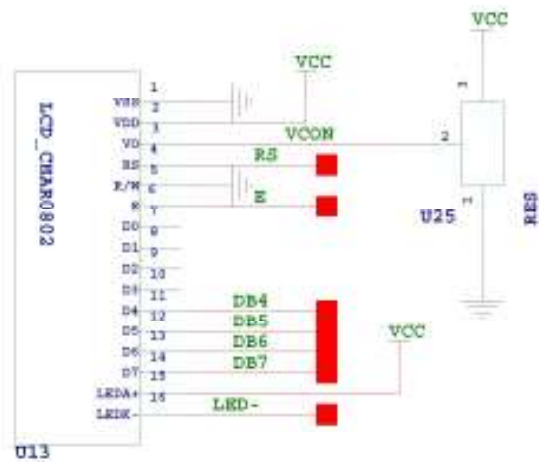 VCC
VCC
LCD_CHAR0802
1
VSS
2
VDD
3
VCON
VO
4
2
RS
RS
5
R/W
6
E
E
7
U25
RES
D0
8
D1
9
D2
10
D3
11
DB4
D4
12
DB5
D5
13
VCC
DB6
D6
14
DB7
D7
15
LEDA+
16
LED-
LEDK-
U13